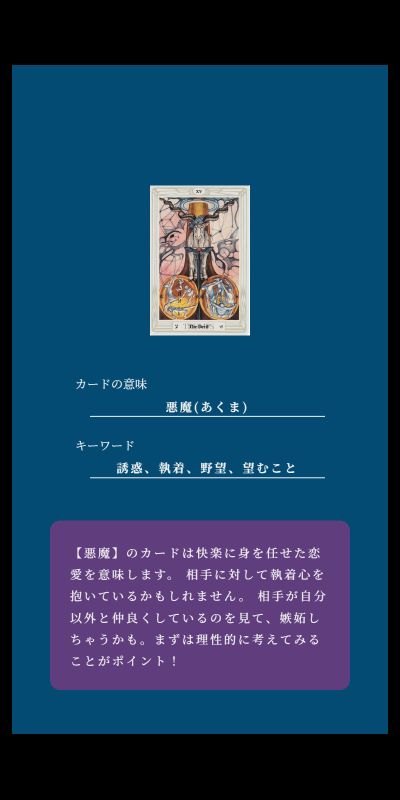 XV
The Devil
カードの意味
悪魔(あくま)
キーワード
誘惑、執着、野望、望むこと
【悪魔】のカードは快楽に身を任せた恋
愛を意味します。 相手に対して執着心を
抱いているかもしれません。 相手が自分
以外と仲良くしているのを見て、嫉妬し
ちゃうかも。まずは理性的に考えてみる
ことがポイント！